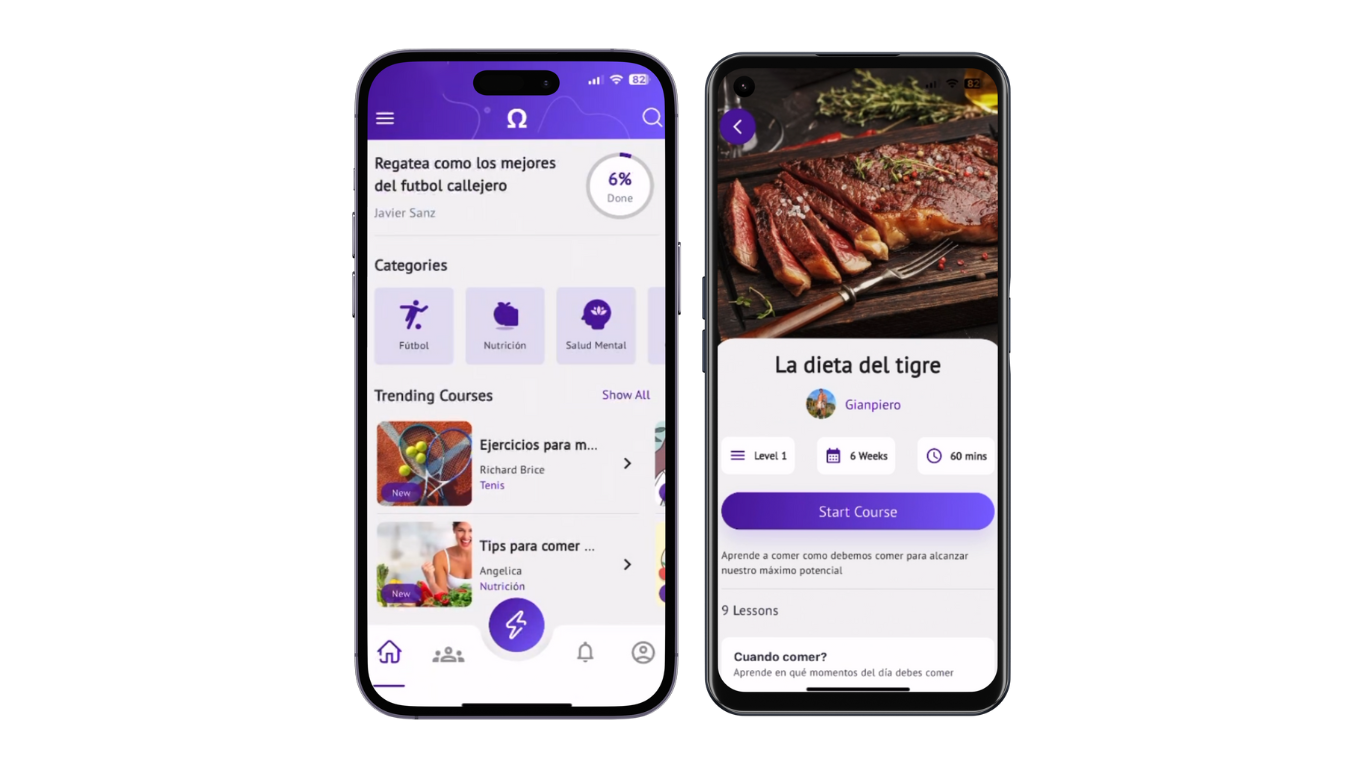 82
Ω
Regatea como los mejores
del futbol callejero
Javier Sanz
6%
Done
Categories
Fútbol
Nutrición
Salud Mental
Trending Courses
Show All
Ejercicios para m...
Richard Brice
Tenis
New
Tips para comer ...
Angelica
Nutrición
New
82
La dieta del tigre
Gianpiero
Level 1
6 Weeks
60 mins
Start Course
Aprende a comer como debemos comer para alcanzar
nuestro máximo potencial
9 Lessons
Cuando comer?
Aprende en qué momentos del día debes comer